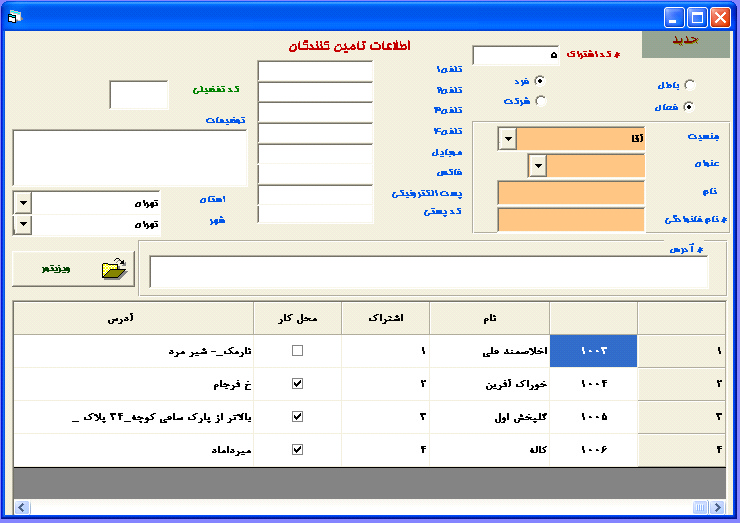 جدید
اطلاعات تامین کنندگان
* کد اشتراک
۵
فرد
شرکت
باطل
فعال
جنسیت
آقا
عنوان
نام
* نام خانوادگی
تلفن۱
تلفن۲
تلفن۳
تلفن۴
موبایل
فاکس
پست الکترونیکی
کد پستی
کد تفضیلی
توضیحات
استان
تهران
شهر
تهران
* آدرس
ویزیتور
نام
اشتراک
محل کار
آدرس
۱
۱۰۰۳
اخلاصمند علی
۱
نارمک_- شیر مرد
۲
۱۰۰۴
خوراک آفرین
۲
خ فرجام
۳
۱۰۰۵
گلپخش اول
۳
بالاتر از پارک ساعی کوچه_۳۴ پلاک _
۴
۱۰۰۶
کاله
۴
میرداماد